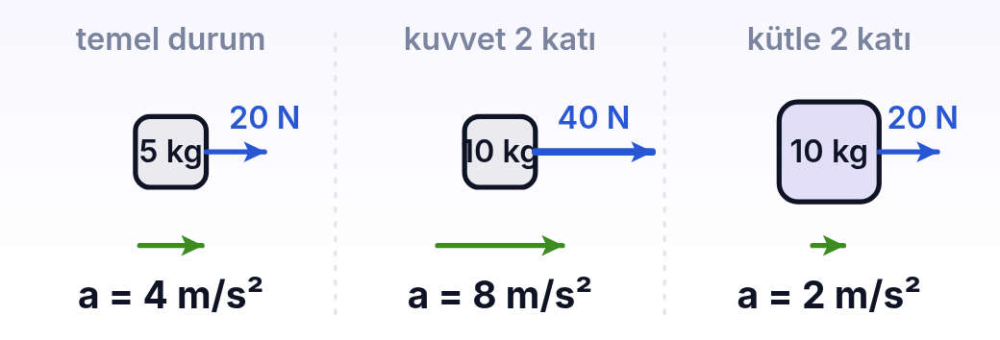 temel durum
20 N
5 kg
a = 4 m/s²
kuvvet 2 katı
40 N
10 kg
a = 8 m/s²
kütle 2 katı
20 N
10 kg
a = 2 m/s²